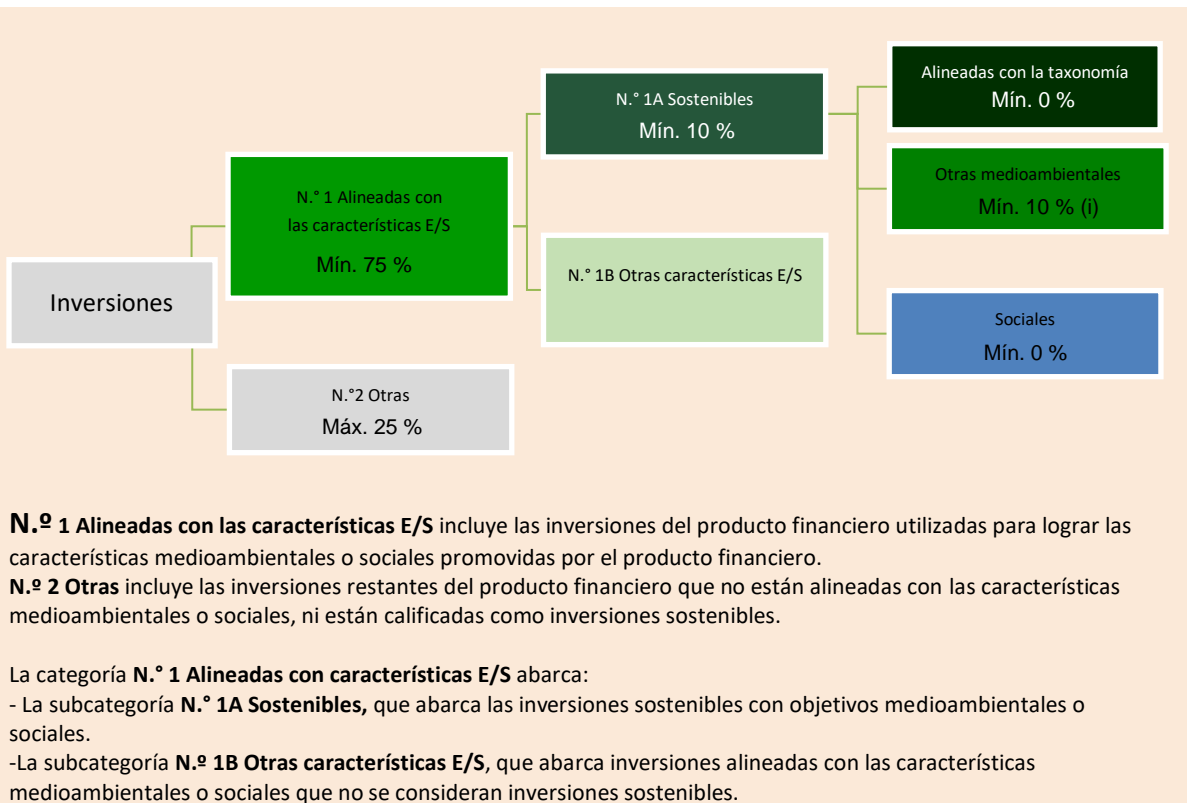 Inversiones
N.° 1 Alineadas con
las características E/S
Mín. 75 %
N.°2 Otras
Máx. 25 %
N.° 1A Sostenibles
Mín. 10 %
N.° 1B Otras características E/S
Alineadas con la taxonomía
Mín. 0 %
Otras medioambientales
Mín. 10 % (i)
Sociales
Mín. 0 %
N.º 1 Alineadas con las características E/S incluye las inversiones del producto financiero utilizadas para lograr las
características medioambientales o sociales promovidas por el producto financiero.
N.º 2 Otras incluye las inversiones restantes del producto financiero que no están alineadas con las características
medioambientales o sociales, ni están calificadas como inversiones sostenibles.
La categoría N.° 1 Alineadas con características E/S abarca:
- La subcategoría N.° 1A Sostenibles, que abarca las inversiones sostenibles con objetivos medioambientales o
sociales.
-La subcategoría N.º 1B Otras características E/S, que abarca inversiones alineadas con las características
medioambientales o sociales que no se consideran inversiones sostenibles.